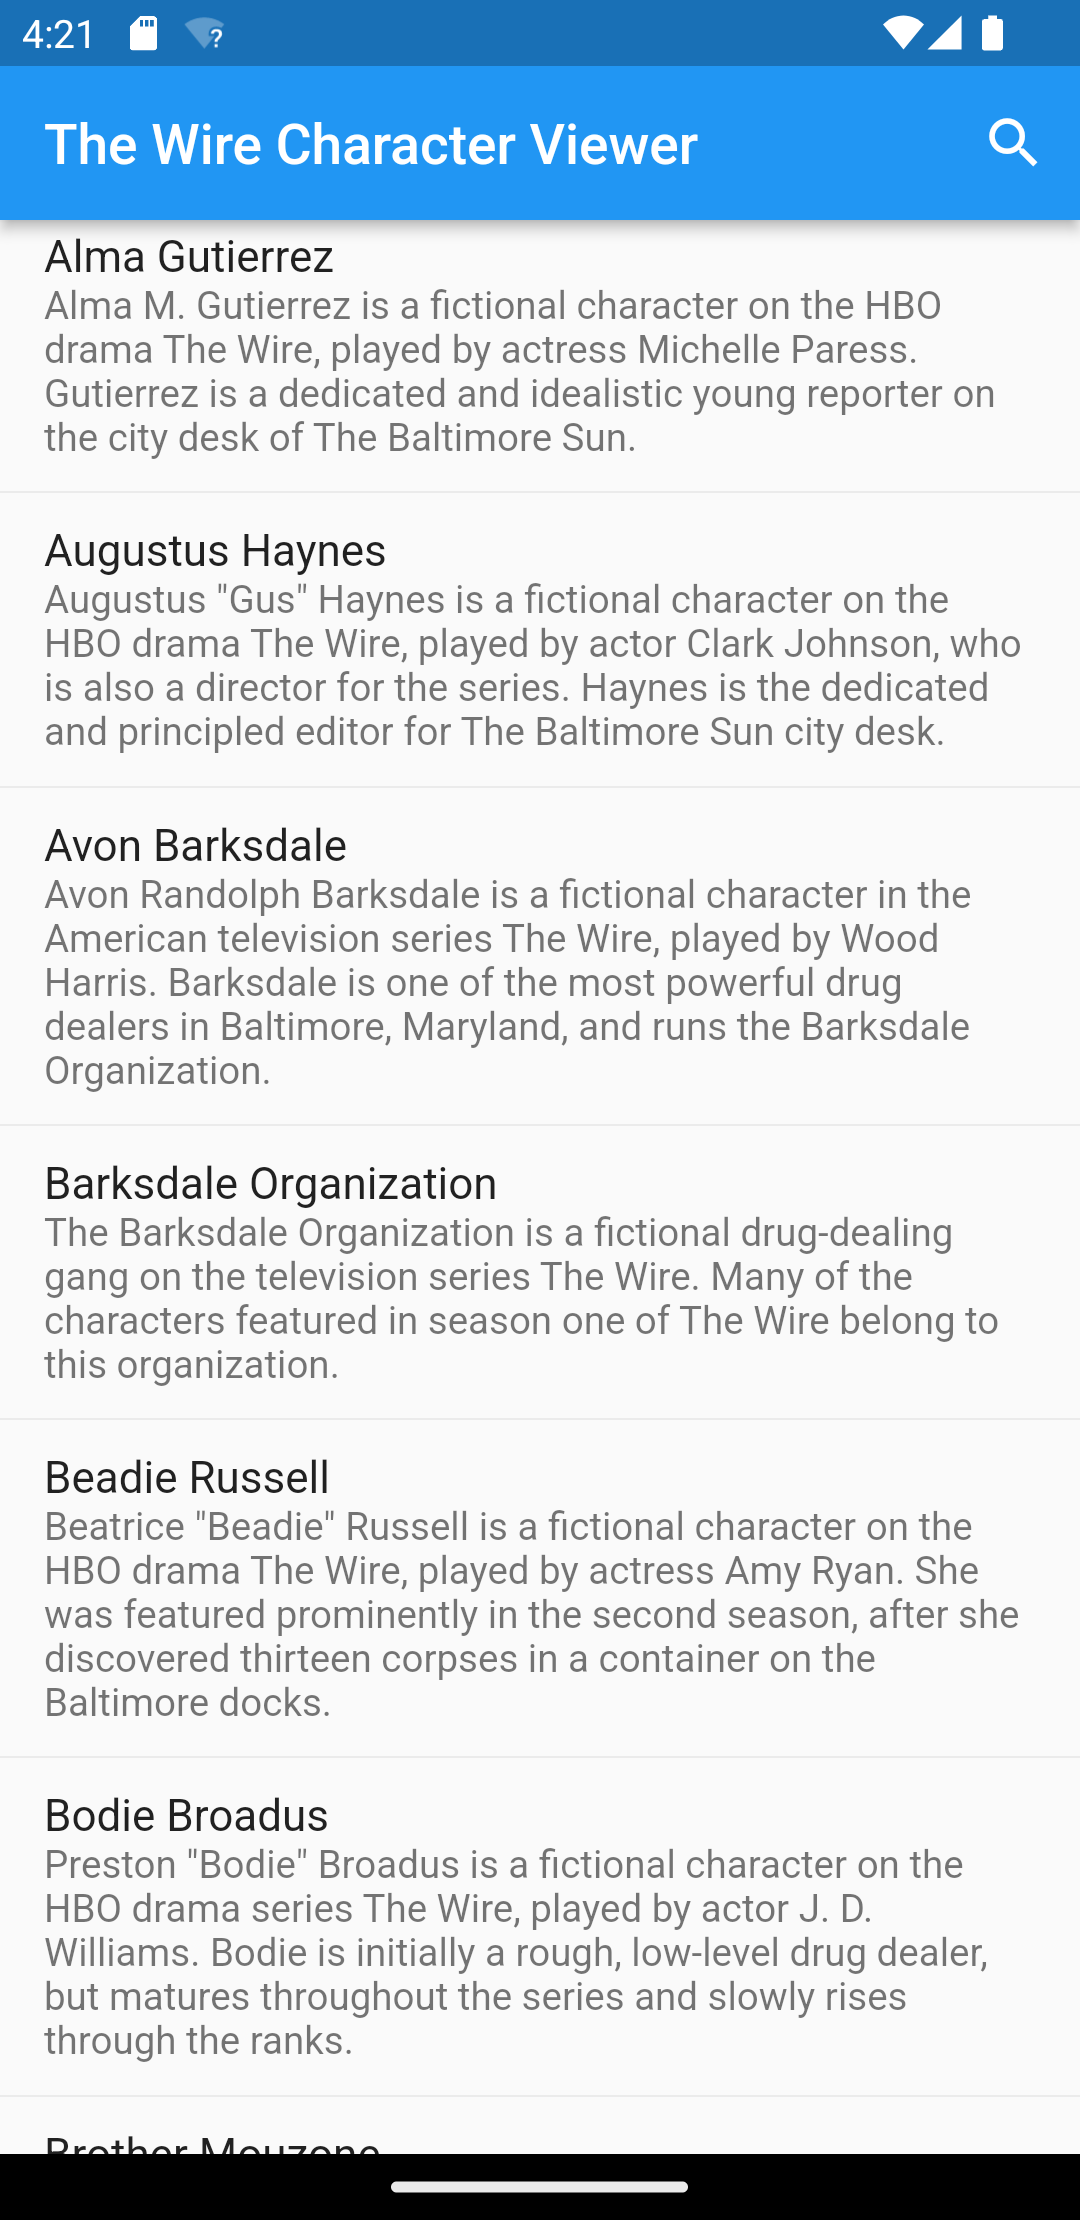 4:21
The Wire Character Viewer
Alma Gutierrez
Alma M. Gutierrez is a fictional character on the HBO
drama The Wire, played by actress Michelle Paress.
Gutierrez is a dedicated and idealistic young reporter on
the city desk of The Baltimore Sun.
Augustus Haynes
Augustus "Gus" Haynes is a fictional character on the
HBO drama The Wire, played by actor Clark Johnson, who
is also a director for the series. Haynes is the dedicated
and principled editor for The Baltimore Sun city desk.
Avon Barksdale
Avon Randolph Barksdale is a fictional character in the
American television series The Wire, played by Wood
Harris. Barksdale is one of the most powerful drug
dealers in Baltimore, Maryland, and runs the Barksdale
Organization.
Barksdale Organization
The Barksdale Organization is a fictional drug-dealing
gang on the television series The Wire. Many of the
characters featured in season one of The Wire belong to
this organization.
Beadie Russell
Beatrice "Beadie" Russell is a fictional character on the
HBO drama The Wire, played by actress Amy Ryan. She
was featured prominently in the second season, after she
discovered thirteen corpses in a container on the
Baltimore docks.
Bodie Broadus
Preston "Bodie" Broadus is a fictional character on the
HBO drama series The Wire, played by actor J. D.
Williams. Bodie is initially a rough, low-level drug dealer,
but matures throughout the series and slowly rises
through the ranks.
Brother Mouzone